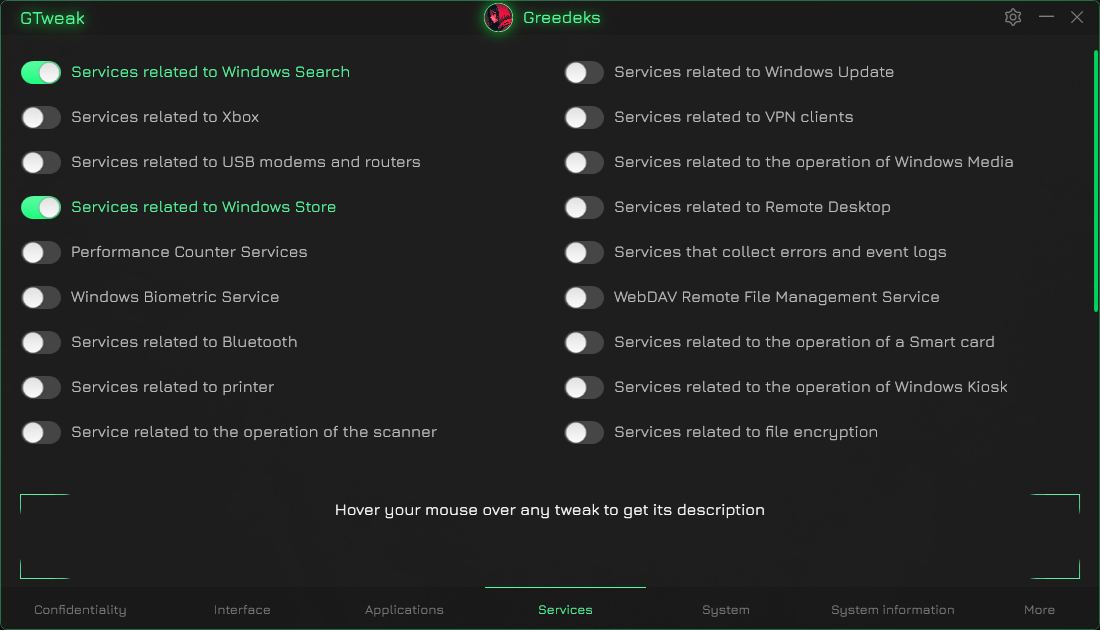 GTweak
Greedeks
Services related to Windows Search
Services related to Windows Update
Services related to Xbox
Services related to VPN clients
Services related to USB modems and routers
Services related to the operation of Windows Media
Services related to Windows Store
Services related to Remote Desktop
Performance Counter Services
Services that collect errors and event logs
Windows Biometric Service
WebDAV Remote File Management Service
Services related to Bluetooth
Services related to the operation of a Smart card
Services related to printer
Services related to the operation of Windows Kiosk
Service related to the operation of the scanner
Services related to file encryption
Hover your mouse over any tweak to get its description
Confidentiality
Interface
Applications
Services
System
System information
More